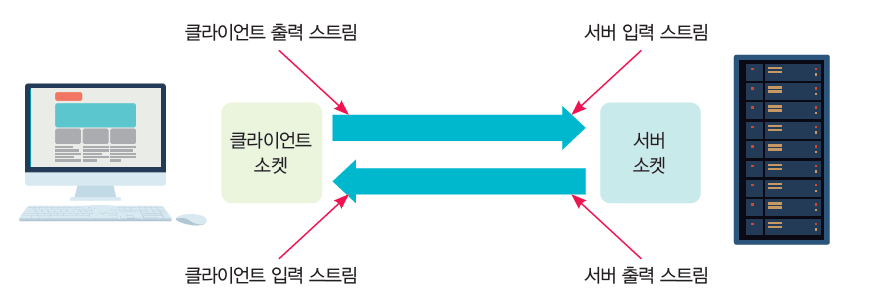 클라이언트 출력 스트림
서버 입력 스트림
클라이언트
소켓
서버
소켓
클라이언트 입력 스트림
서버 출력 스트림